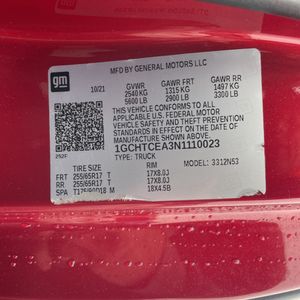 gm
MFD BY GENERAL MOTORS LLC
10/21 GVWR GAWR FRT GAWR RR
2540 KG 1315 KG 1497 KG
5600 LB 2900 LB 3300 LB
THIS VEHICLE CONFORMS TO ALL
APPLICABLE U.S. FEDERAL MOTOR
VEHICLE SAFETY AND THEFT
PREVENTION STANDARDS IN EFFECT
ON THE DATE OF MANUFACTURE
SHOWN ABOVE.
1GCHTCEA3N1110023
252F TYPE: TRUCK
TIRE SIZE RIM MODEL: 3312N53
FRT 255/65R17 T 17X8.0J
RR 255/65R17 T 17X8.0J
SPA M 18X4.5B